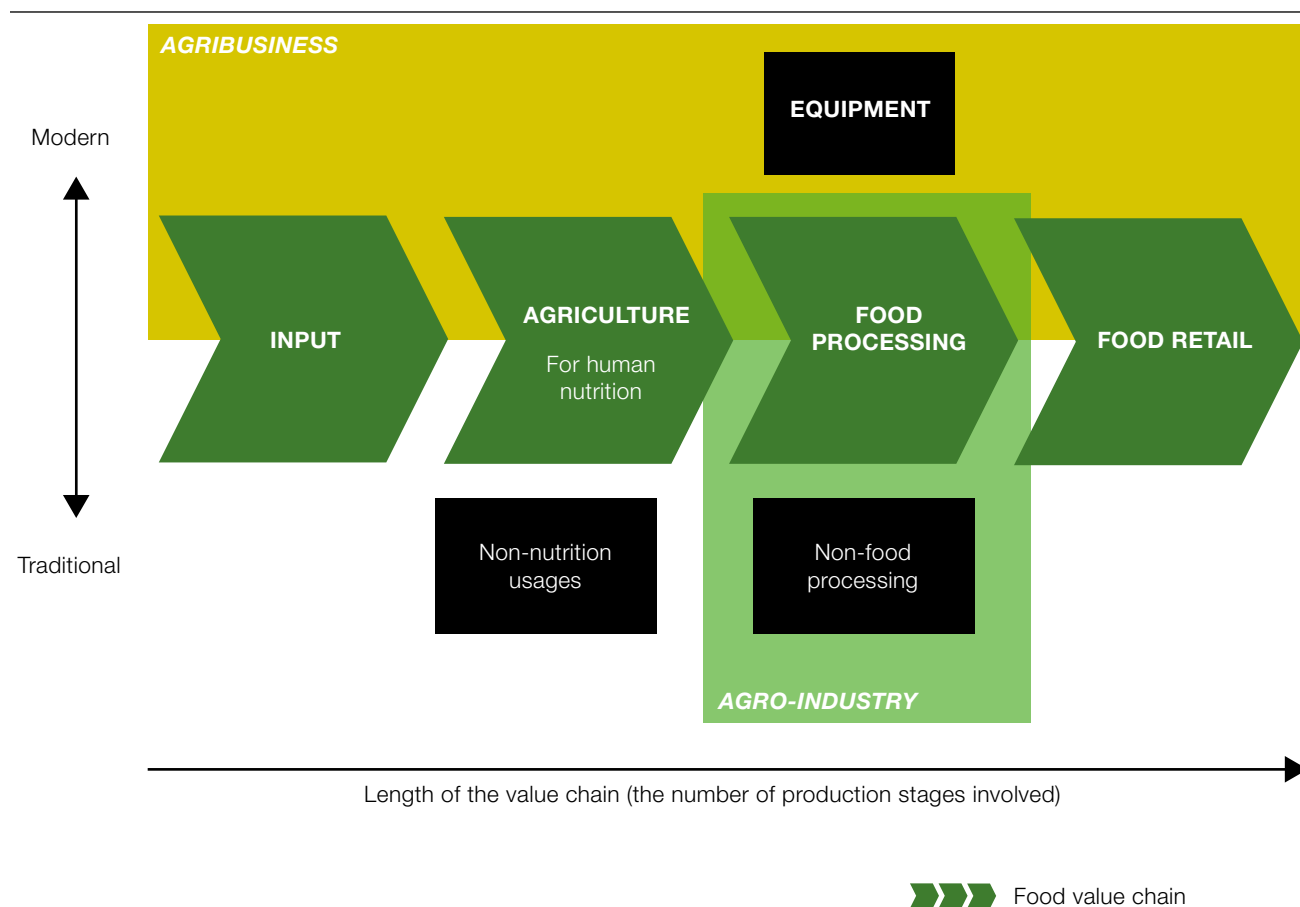 AGRIBUSINESS
EQUIPMENT
Modern
INPUT
AGRICULTURE
For human
nutrition
FOOD
PROCESSING
FOOD RETAIL
Traditional
Non-nutrition
usages
Non-food
processing
AGRO-INDUSTRY
Length of the value chain (the number of production stages involved)
Food value chain